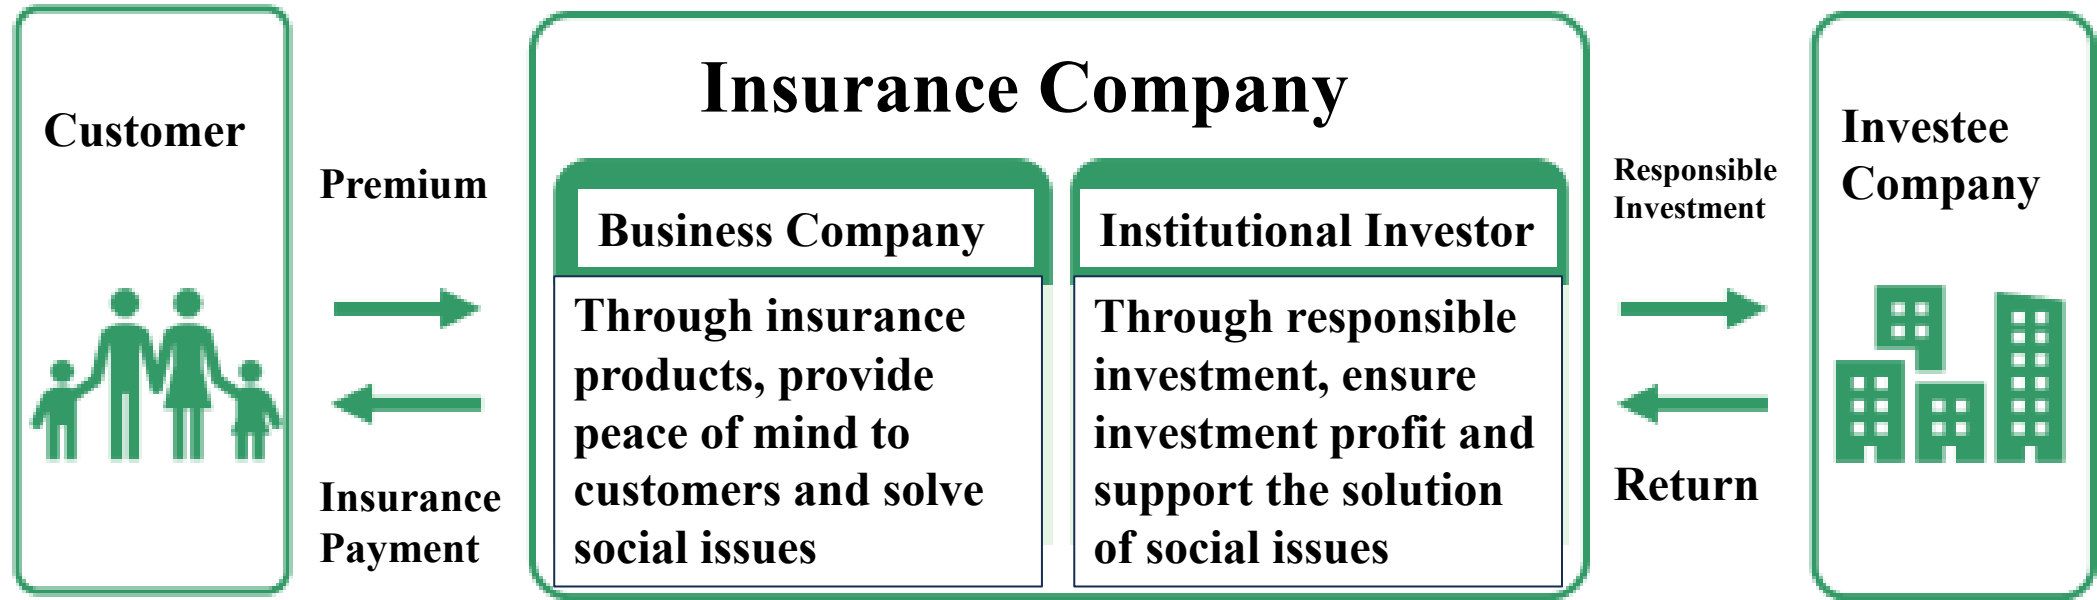 Customer
Premium
Insurance
Payment
Insurance Company
Business Company
Through insurance
products, provide
peace of mind to
customers and solve
social issues
Institutional Investor
Through responsible
investment, ensure
investment profit and
support the solution
of social issues
Responsible
Investment
Return
Investee
Company